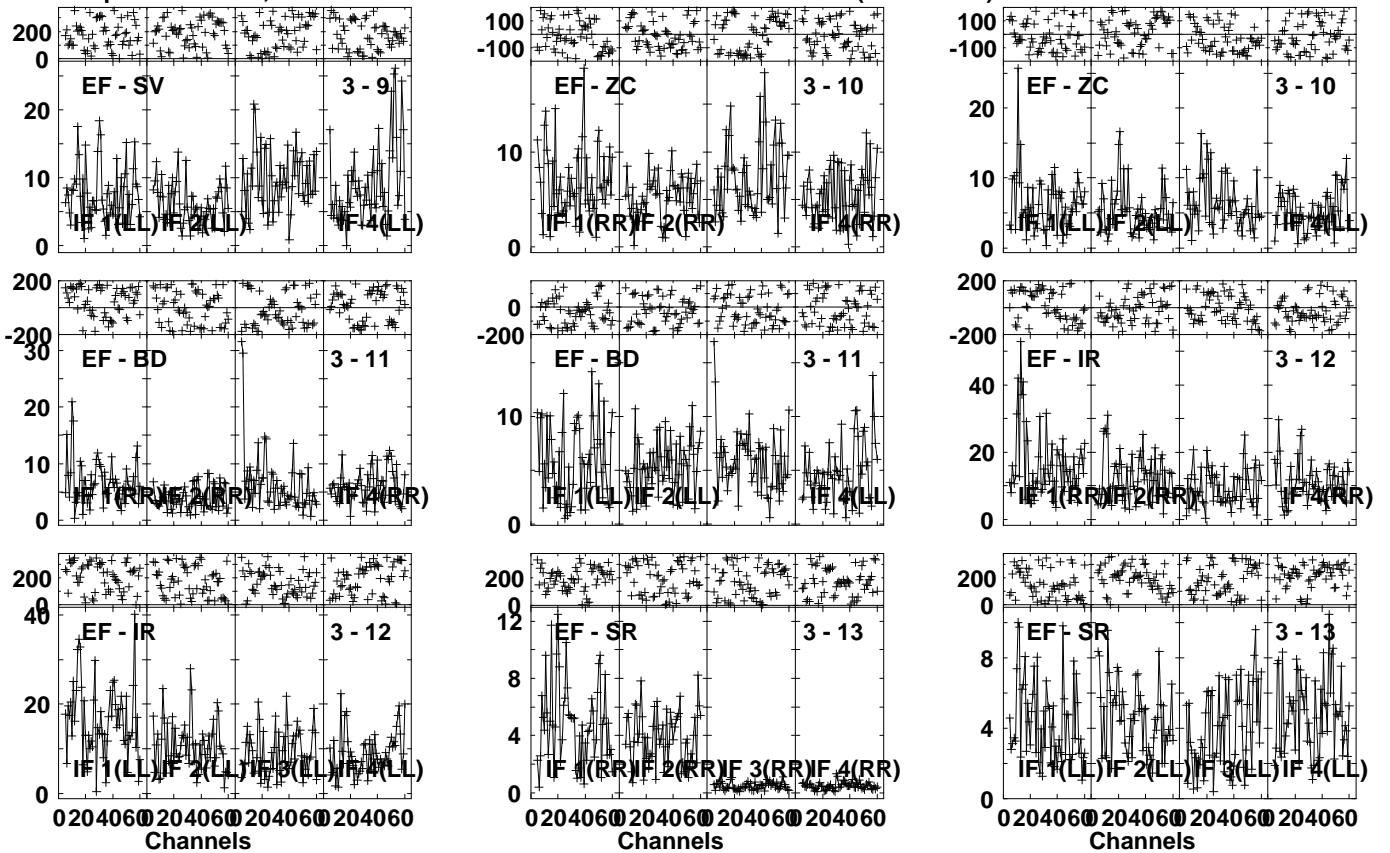 200
0
EF - SV
3 - 9
20
10
0
IF 1(LL)
IF 2(LL)
IF 4(LL)
100
-100
EF - ZC
3 - 10
10
0
IF 1(RR)
IF 2(RR)
IF 4(RR)
100
-100
EF - ZC
3 - 10
20
10
0
IF 1(LL)
IF 2(LL)
IF 4(LL)
200
-200
EF - BD
3 - 11
30
20
10
0
IF 1(RR)
IF 2(RR)
IF 4(RR)
0
-200
EF - BD
3 - 11
10
0
IF 1(LL)
IF 2(LL)
IF 4(LL)
200
-200
EF - IR
3 - 12
40
30
20
10
0
IF 1(RR)
IF 2(RR)
IF 4(RR)
200
0
EF - IR
3 - 12
40
20
0
IF 1(LL)
IF 2(LL)
IF 3(LL)
IF 4(LL)
0 20 40 60 0 20 40 60 0 20 40 60 0 20 40 60
Channels
200
0
EF - SR
3 - 13
12
8
4
0
IF 1(RR)
IF 2(RR)
IF 3(RR)
IF 4(RR)
0 20 40 60 0 20 40 60 0 20 40 60 0 20 40 60
Channels
200
0
EF - SR
3 - 13
8
4
0
IF 1(LL)
IF 2(LL)
IF 3(LL)
IF 4(LL)
0 20 40 60 0 20 40 60 0 20 40 60 0 20 40 60
Channels